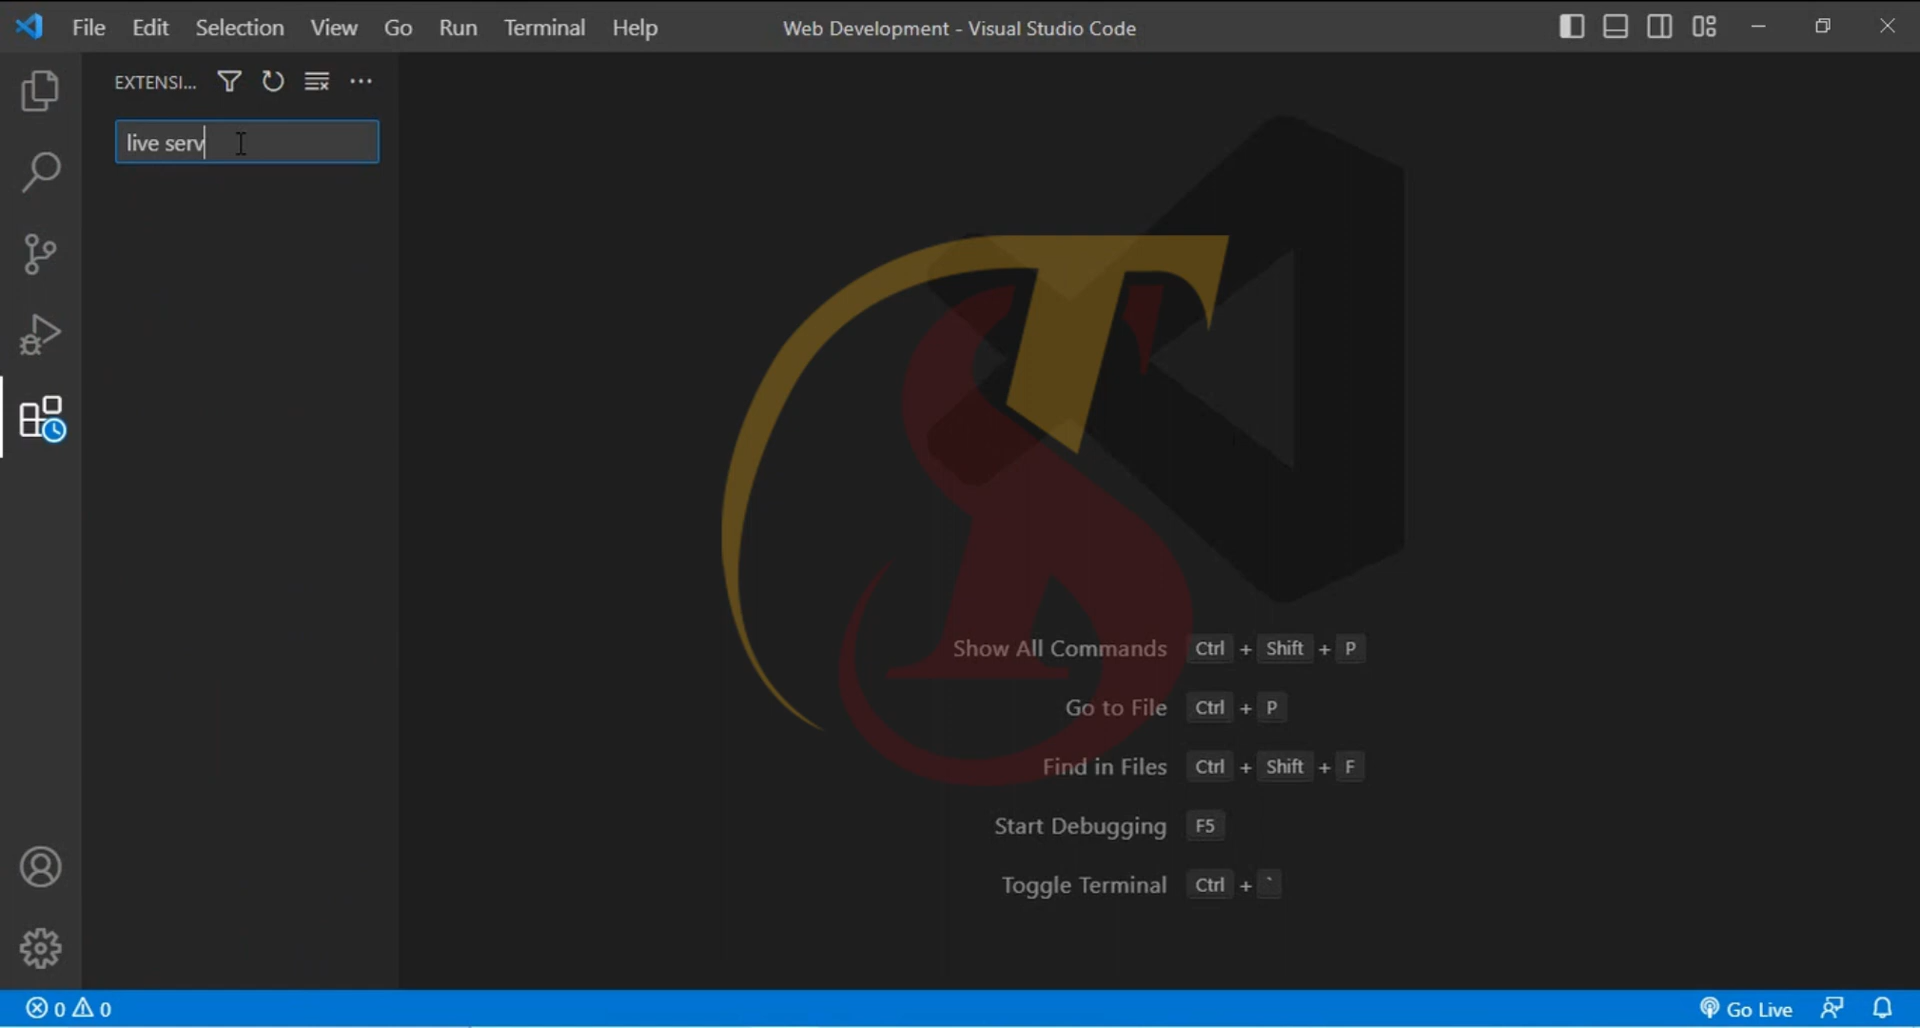 File Edit Selection View Go Run Terminal Help Web Development - Visual Studio Code
EXTENSI...
live serv
Show All Commands Ctrl + Shift + P
Go to File Ctrl + P
Find in Files Ctrl + Shift + F
Start Debugging F5
Toggle Terminal Ctrl + `
0 0 Go Live